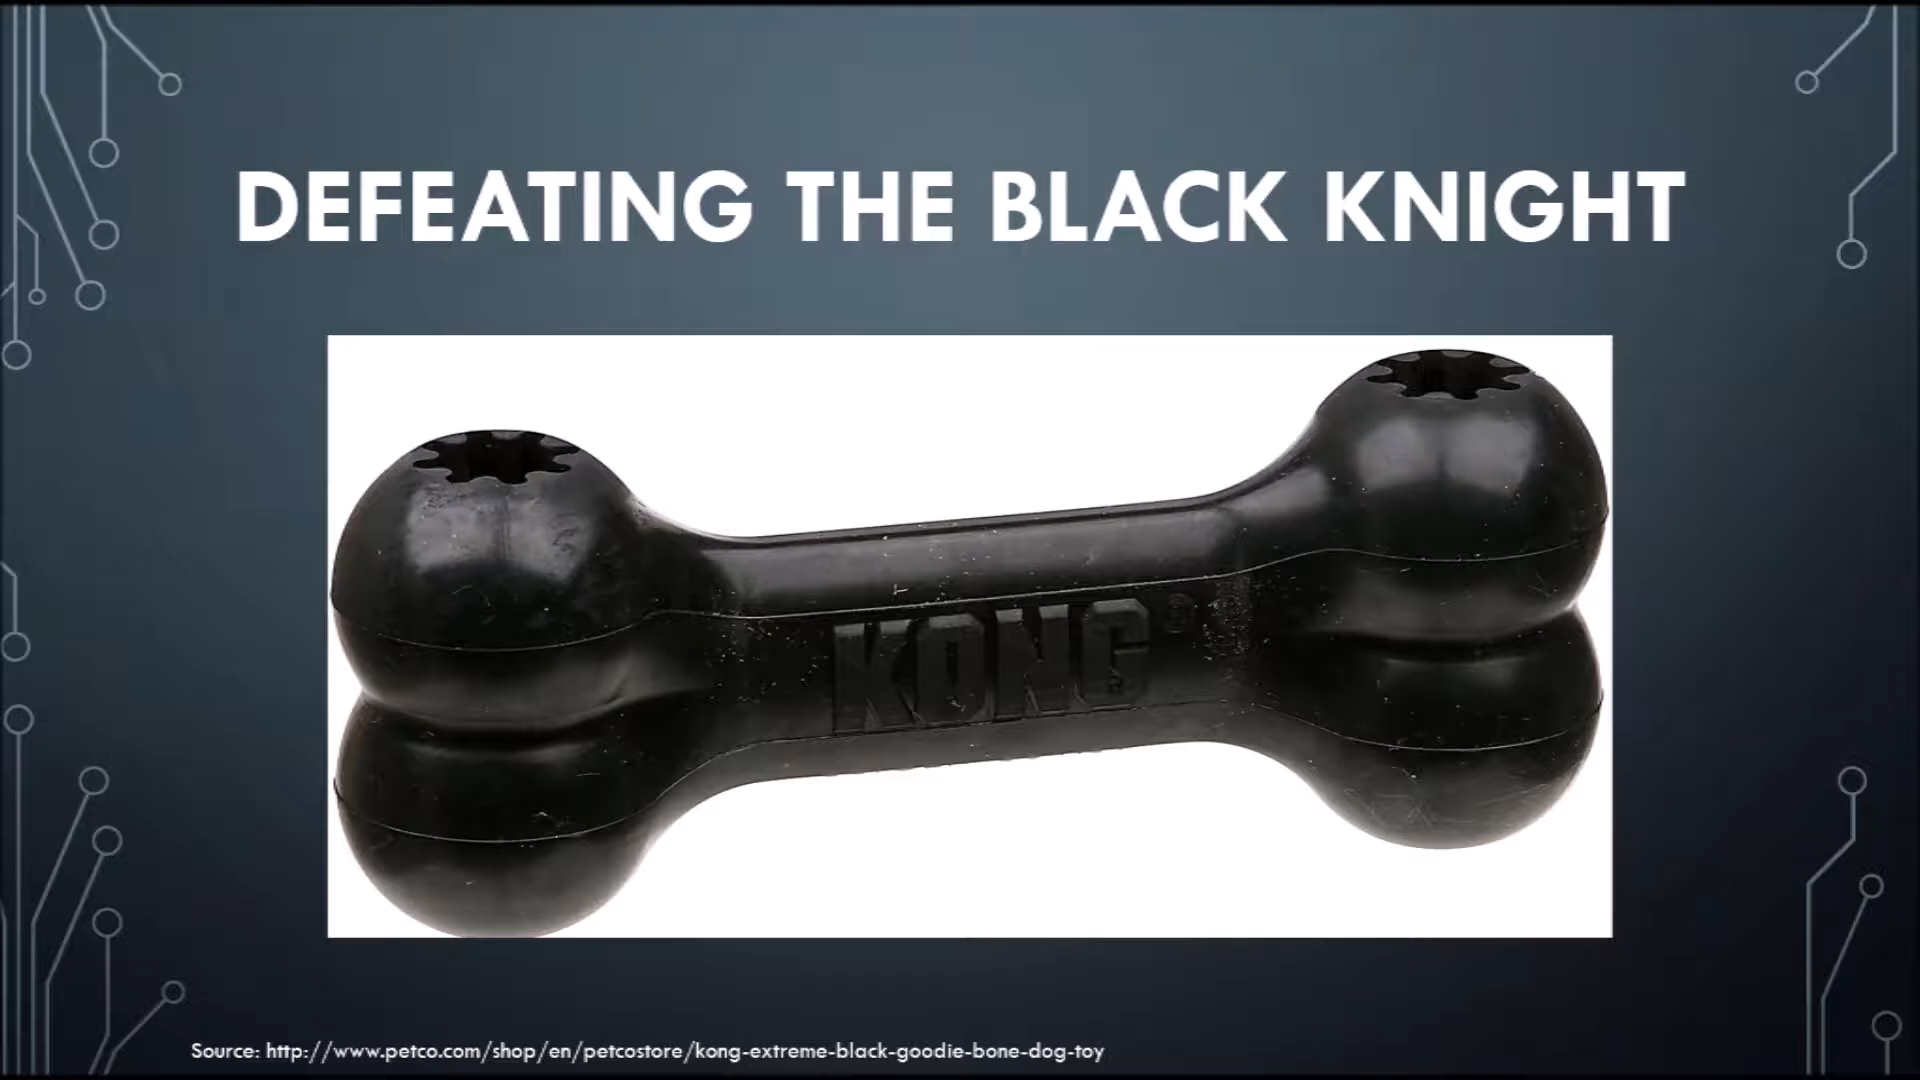 DEFEATING THE BLACK KNIGHT
KONG
Source: http://www.petco.com/shop/en/petcostore/kong-extreme-black-goodie-bone-dog-toy